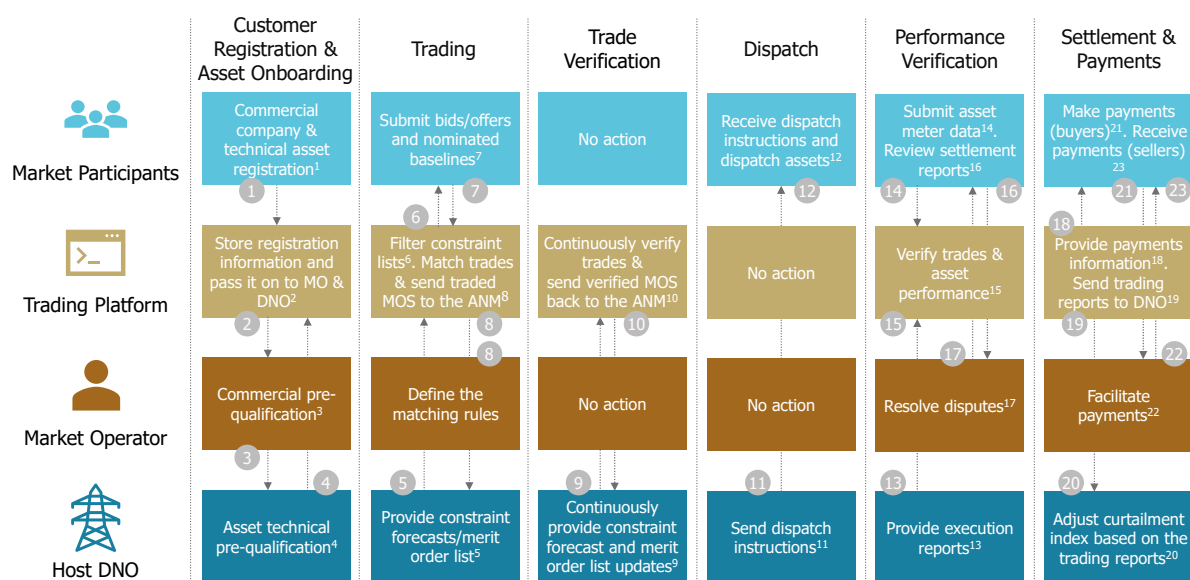 Customer
Registration &
Asset Onboarding
Trading
Trade
Verification
Dispatch
Performance
Verification
Settlement &
Payments
Market Participants
Commercial
company &
technical asset
registration¹
Submit bids/offers
and nominated
baselines⁷
No action
Receive dispatch
instructions and
dispatch assets¹²
Submit asset
meter data¹⁴.
Review settlement
reports¹⁶
Make payments
(buyers)²¹. Receive
payments (sellers)
²³
1
6
7
12
14
16
18
21
23
Trading Platform
Store registration
information and
pass it on to MO &
DNO²
Filter constraint
lists⁶. Match trades
& send traded
MOS to the ANM⁸
Continuously verify
trades &
send verified MOS
back to the ANM¹⁰
No action
Verify trades &
asset
performance¹⁵
Provide payments
information¹⁸.
Send trading
reports to DNO¹⁹
2
8
8
10
15
17
19
22
Market Operator
Commercial pre-
qualification³
Define the
matching rules
No action
No action
Resolve disputes¹⁷
Facilitate
payments²²
3
4
5
9
11
13
20
Host DNO
Asset technical
pre-qualification⁴
Provide constraint
forecasts/merit
order list⁵
Continuously
provide constraint
forecast and merit
order list updates⁹
Send dispatch
instructions¹¹
Provide execution
reports¹³
Adjust curtailment
index based on the
trading reports²⁰